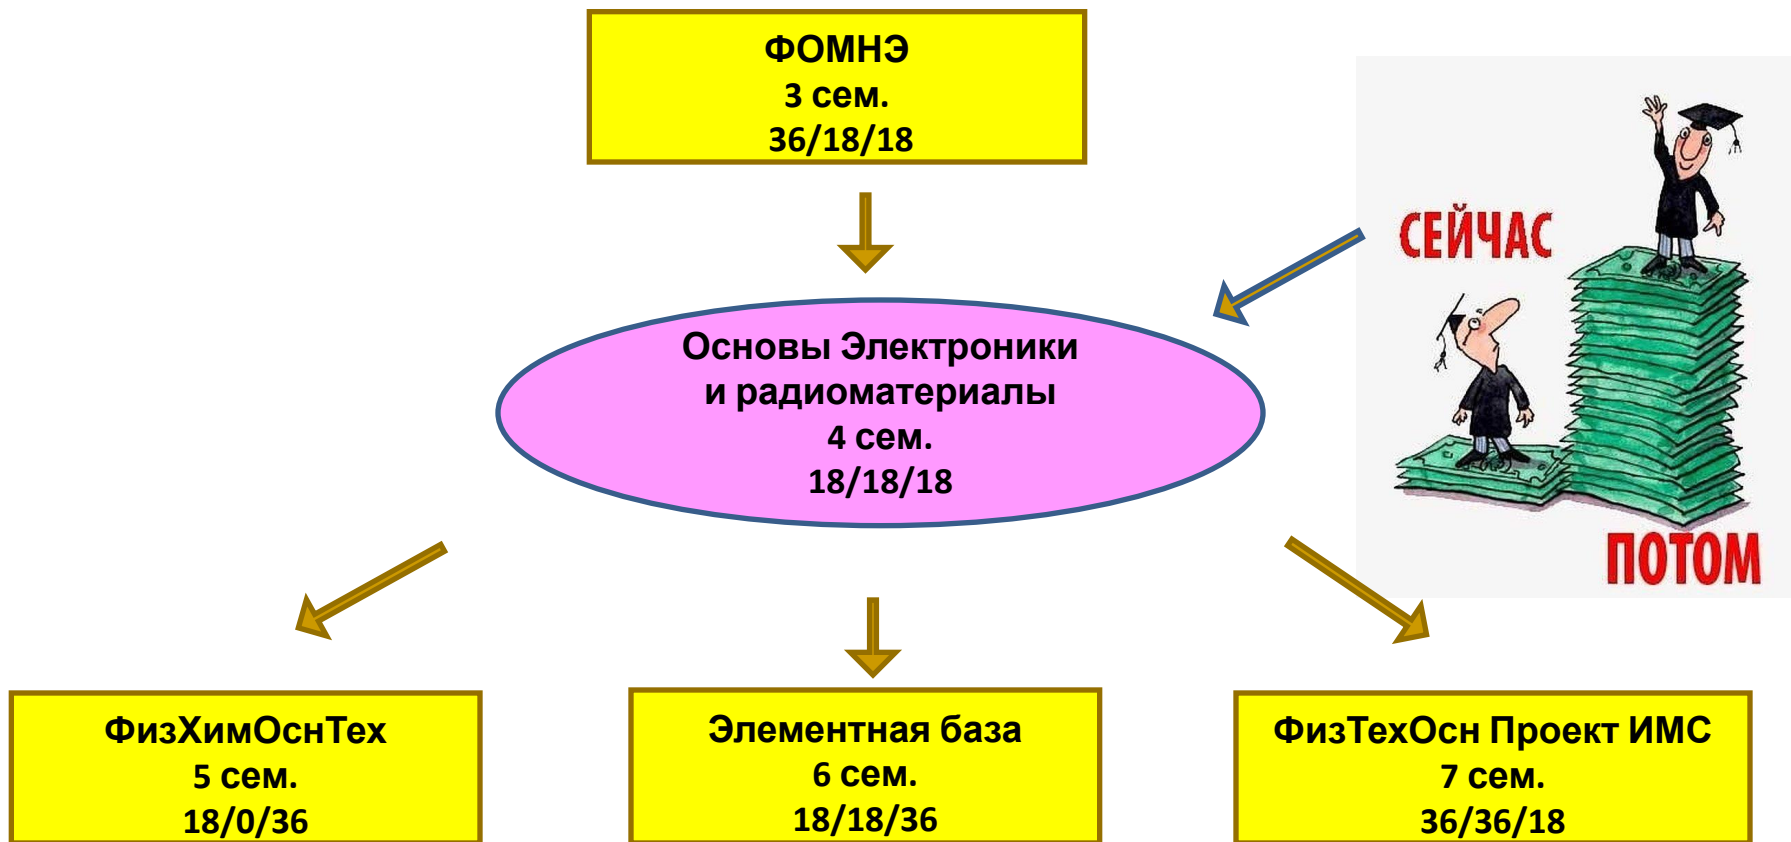 ФОМНЭ
3 сем.
36/18/18
СЕЙЧАС
Основы Электроники
и радиоматериалы
4 сем.
18/18/18
ПОТОМ
ФизХимОснТех
5 сем.
18/0/36
Элементная база
6 сем.
18/18/36
ФизТехОсн Проект ИМС
7 сем.
36/36/18